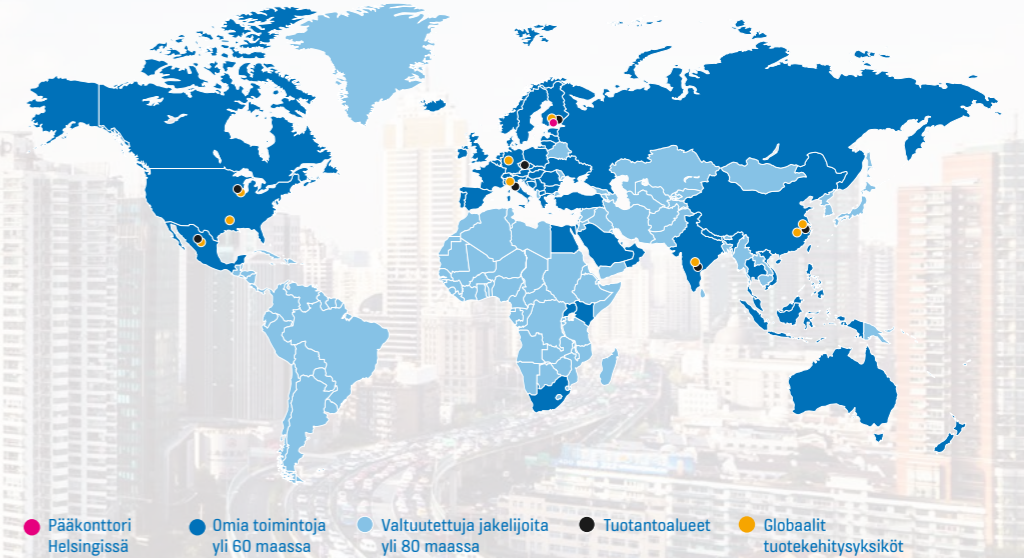 Pääkonttori
Helsingissä
Omia toimintoja
yli 60 maassa
Valtuutettuja jakelijoita
yli 80 maassa
Tuotantoalueet
Globaalit
tuotekehitysyksiköt